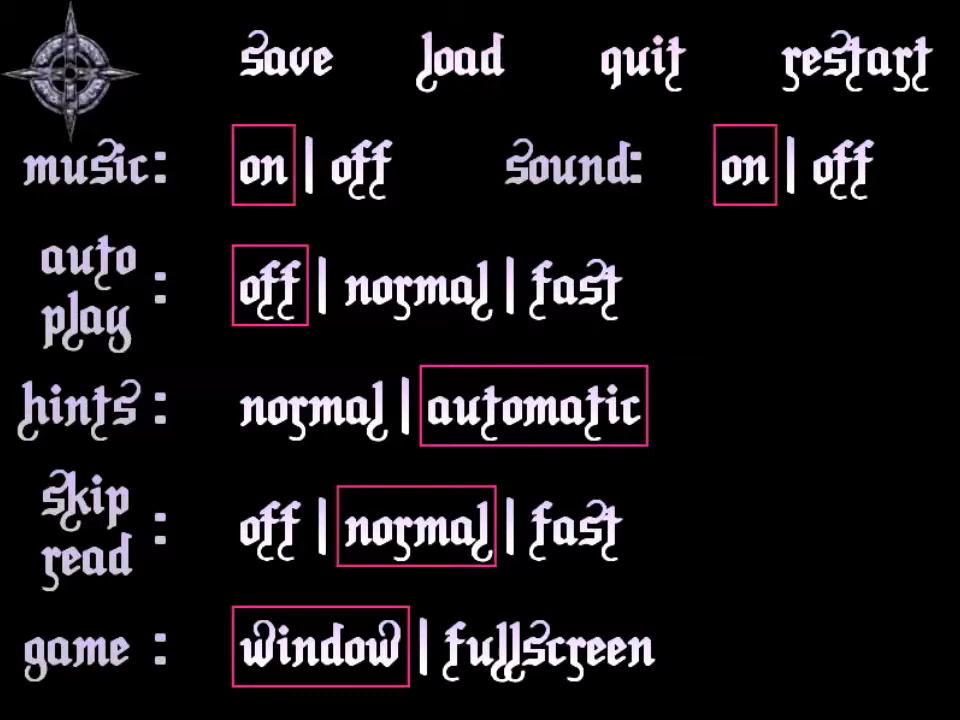 save load quit restart
music: on | off sound: on | off
auto play : off | normal | fast
hints : normal | automatic
skip read : off | normal | fast
game : window | fullscreen